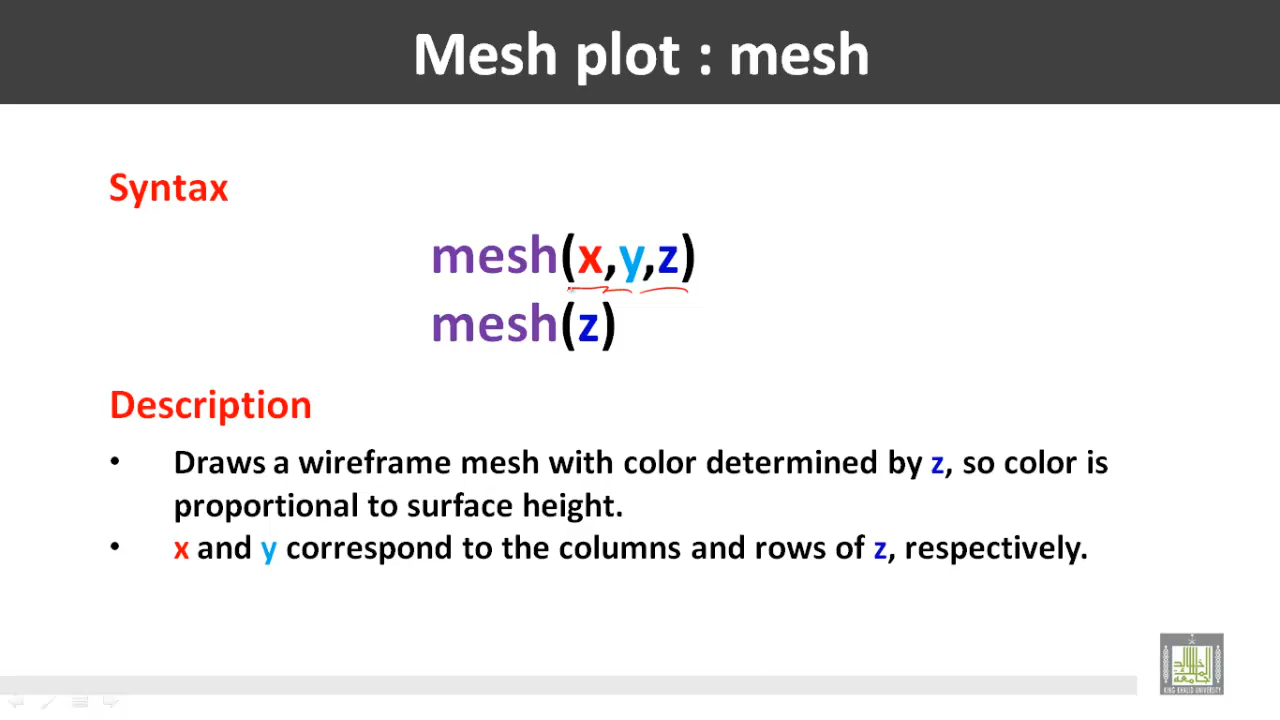 Mesh plot : mesh
Syntax
mesh(x,y,z)
mesh(z)
Description
• Draws a wireframe mesh with color determined by z, so color is
proportional to surface height.
• x and y correspond to the columns and rows of z, respectively.
KING KHALID UNIVERSITY